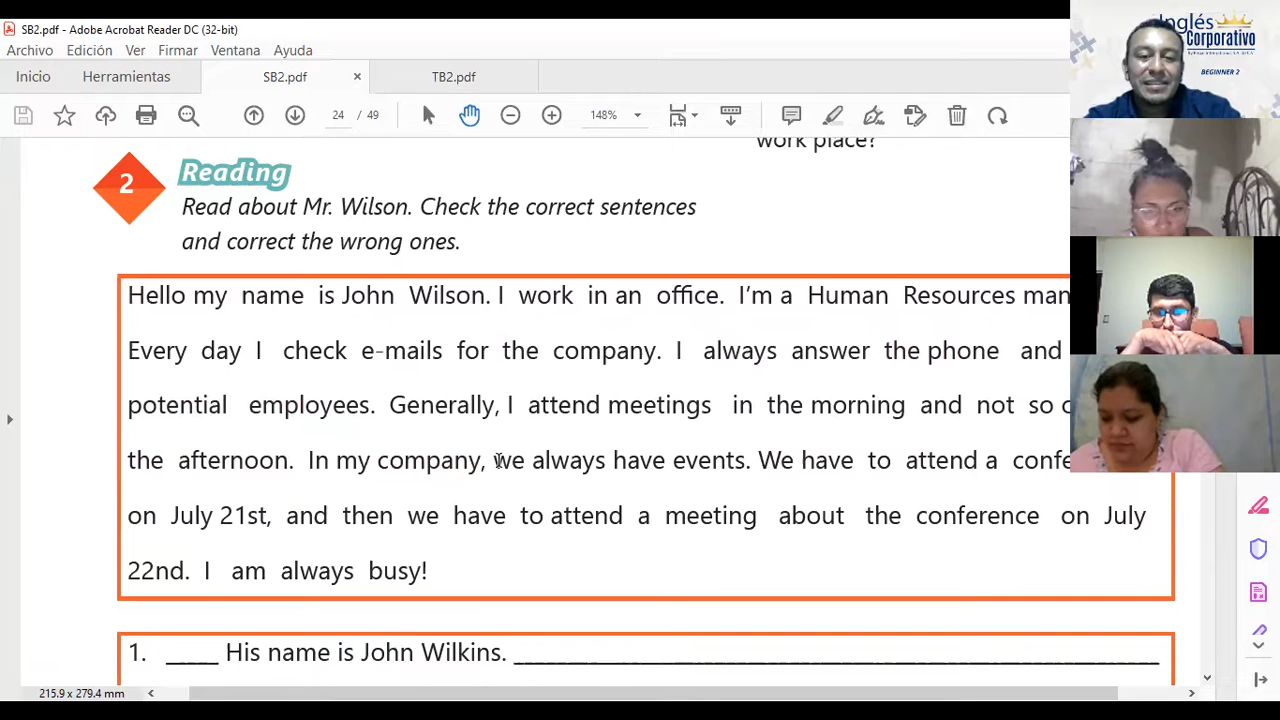 SB2.pdf - Adobe Acrobat Reader DC (32-bit)
Archivo Edición Ver Firmar Ventana Ayuda
Inicio Herramientas SB2.pdf × TB2.pdf
24 / 49 148%
work place?
2 Reading
Read about Mr. Wilson. Check the correct sentences
and correct the wrong ones.
Hello my name is John Wilson. I work in an office. I'm a Human Resources man
Every day I check e-mails for the company. I always answer the phone and
potential employees. Generally, I attend meetings in the morning and not so
the afternoon. In my company, we always have events. We have to attend a confe
on July 21st, and then we have to attend a meeting about the conference on July
22nd. I am always busy!
1. _____ His name is John Wilkins. ______________________________
215.9 x 279.4 mm
Inglés
Corporativo
BEGINNER 2